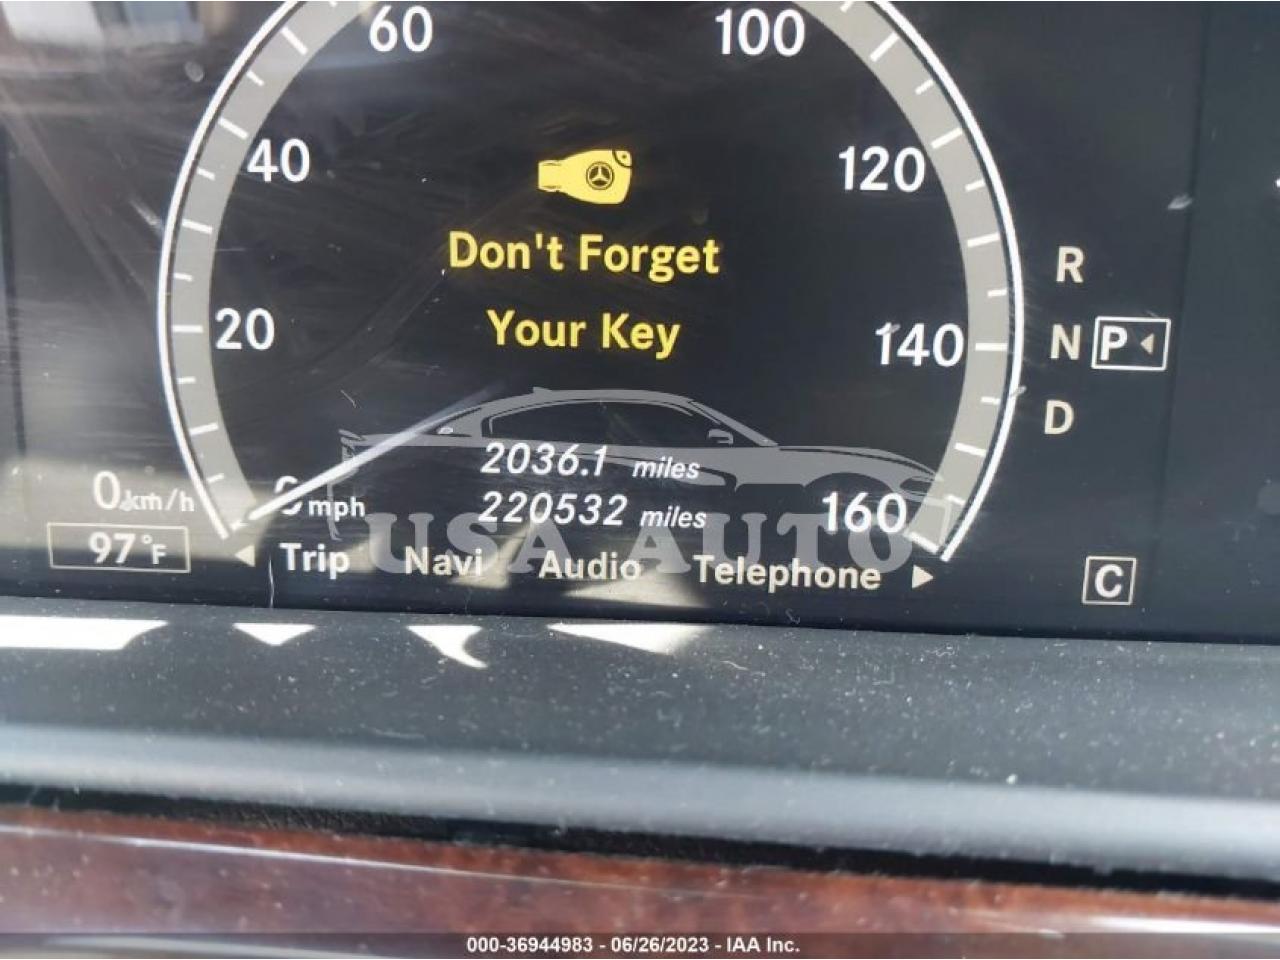 60
100
40
120
Don't Forget
R
20
Your Key
140
N P
D
2036.1 miles
0 km/h
0 mph
220532 miles
160
97°F
Trip Navi Audio Telephone
C
USA AUTO
000-36944983 - 06/26/2023 - IAA Inc.